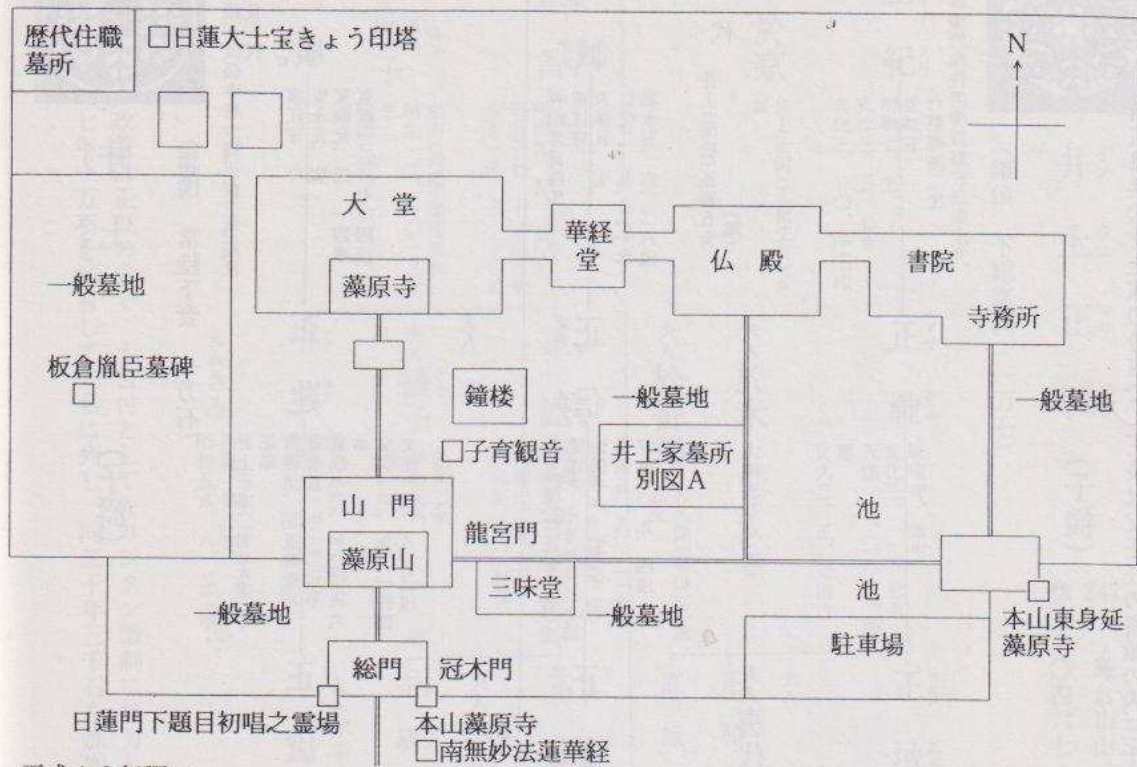 歴代住職
墓所
□日蓮大士宝きょう印塔
N
大堂
華経
堂
仏殿
書院
寺務所
藻原寺
一般墓地
板倉胤臣墓碑
鐘楼
一般墓地
一般墓地
□子育観音
井上家墓所
別図A
山門
龍宮門
池
藻原山
三味堂
一般墓地
一般墓地
池
本山東身延
藻原寺
駐車場
総門
冠木門
日蓮門下題目初唱之霊場
本山藻原寺
□南無妙法蓮華経